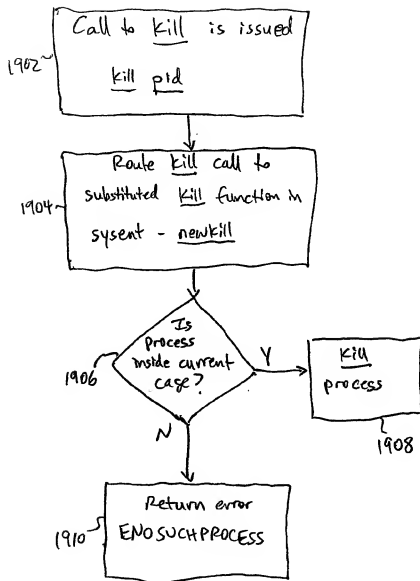 Call to kill is issued
kill pid
1902
Route kill call to
substituted kill function in
sysent - newkill
1904
Is
process
inside current
case?
1906
Y
kill
process
1908
N
Return error
ENOSUCHPROCESS
1910